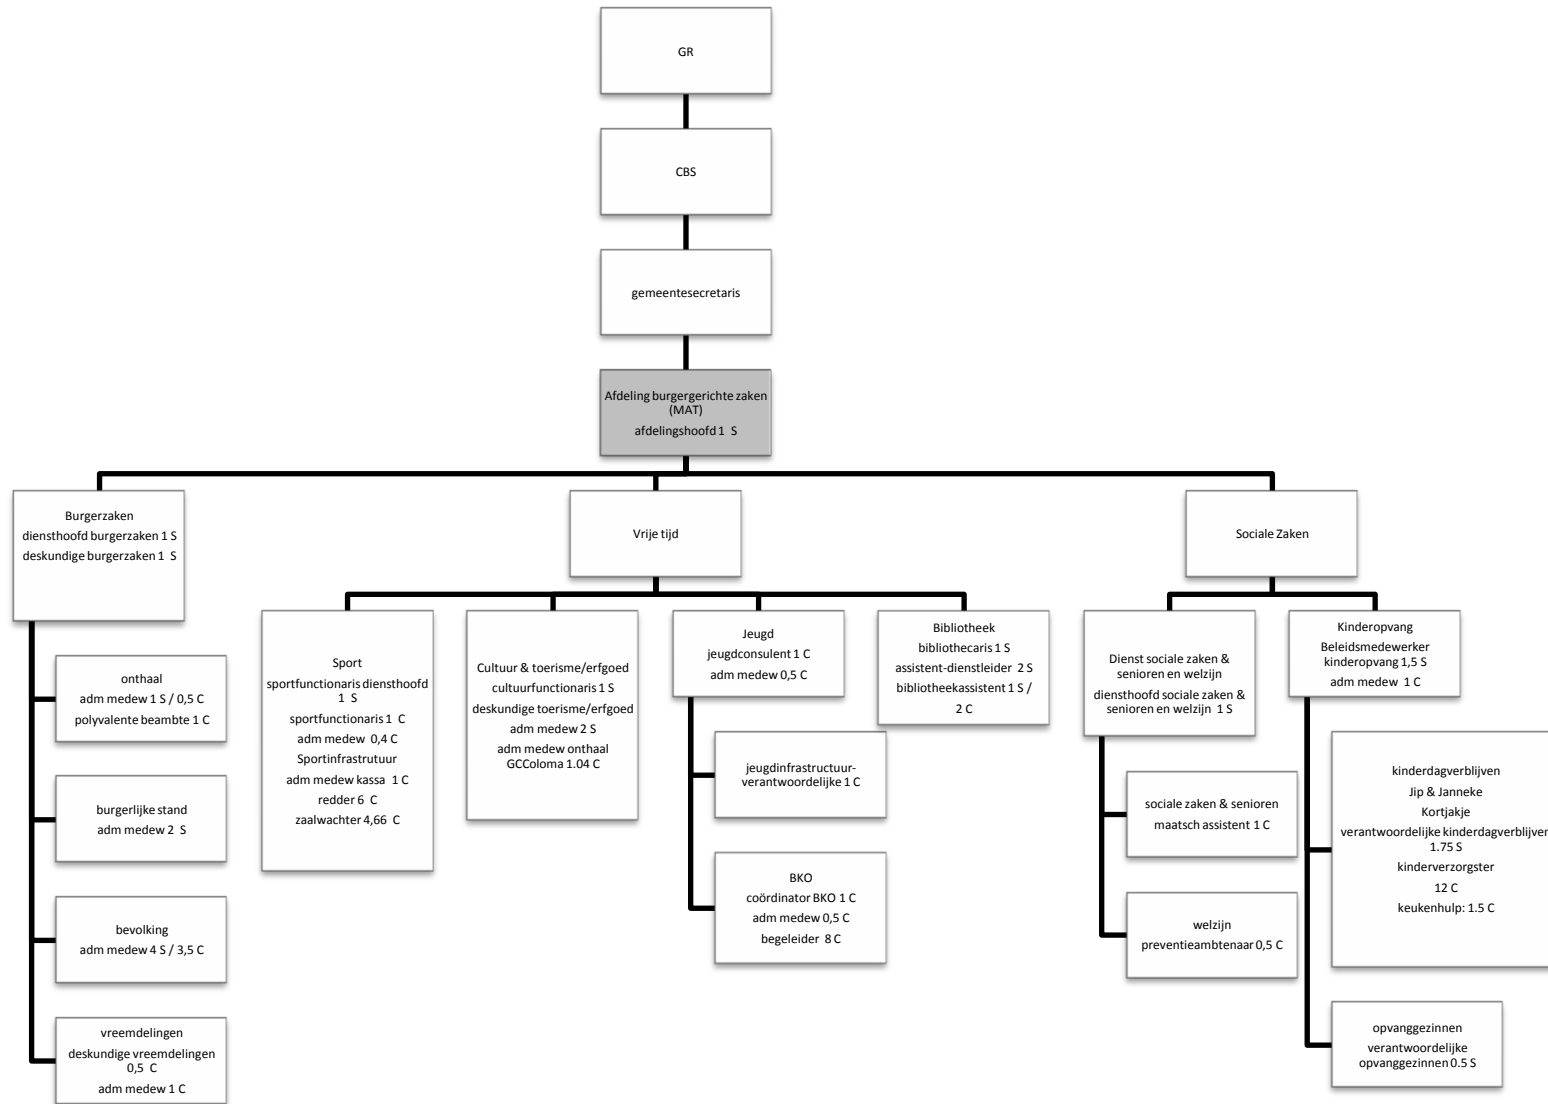 GR
CBS
gemeentesecretaris
Afdeling burgergerichte zaken
(MAT)
afdelingshoofd 1 S
Burgerzaken
diensthoofd burgerzaken 1 S
deskundige burgerzaken 1 S
Vrije tijd
Sociale Zaken
onthaal
adm medew 1 S / 0,5 C
polyvalente beambte 1 C
burgerlijke stand
adm medew 2 S
bevolking
adm medew 4 S / 3,5 C
vreemdelingen
deskundige vreemdelingen
0,5 C
adm medew 1 C
Sport
sportfunctionaris diensthoofd
1 S
sportfunctionaris 1 C
adm medew 0,4 C
Sportinfrastrutuur
adm medew kassa 1 C
redder 6 C
zaalwachter 4,66 C
Cultuur & toerisme/erfgoed
cultuurfunctionaris 1 S
deskundige toerisme/erfgoed
adm medew 2 S
adm medew onthaal
GCColoma 1.04 C
Jeugd
jeugdconsulent 1 C
adm medew 0,5 C
jeugdinfrastructuur-
verantwoordelijke 1 C
BKO
coördinator BKO 1 C
adm medew 0,5 C
begeleider 8 C
Bibliotheek
bibliothecaris 1 S
assistent-dienstleider 2 S
bibliotheekassistent 1 S /
2 C
Dienst sociale zaken &
senioren en welzijn
diensthoofd sociale zaken &
senioren en welzijn 1 S
sociale zaken & senioren
maatsch assistent 1 C
welzijn
preventieambtenaar 0,5 C
Kinderopvang
Beleidsmedewerker
kinderopvang 1,5 S
adm medew 1 C
kinderdagverblijven
Jip & Janneke
Kortjakje
verantwoordelijke kinderdagverblijven
1.75 S
kinderverzorgster
12 C
keukenhulp: 1.5 C
opvanggezinnen
verantwoordelijke
opvanggezinnen 0.5 S